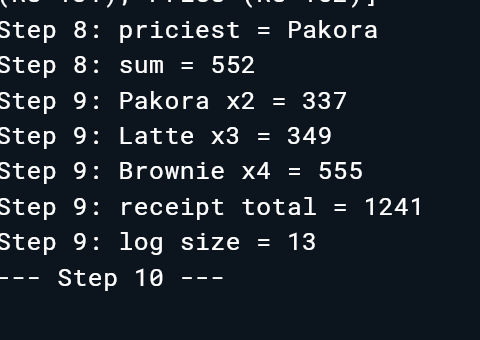 Step 8: priciest = Pakora
Step 8: sum = 552
Step 9: Pakora x2 = 337
Step 9: Latte x3 = 349
Step 9: Brownie x4 = 555
Step 9: receipt total = 1241
Step 9: log size = 13
--- Step 10 ---